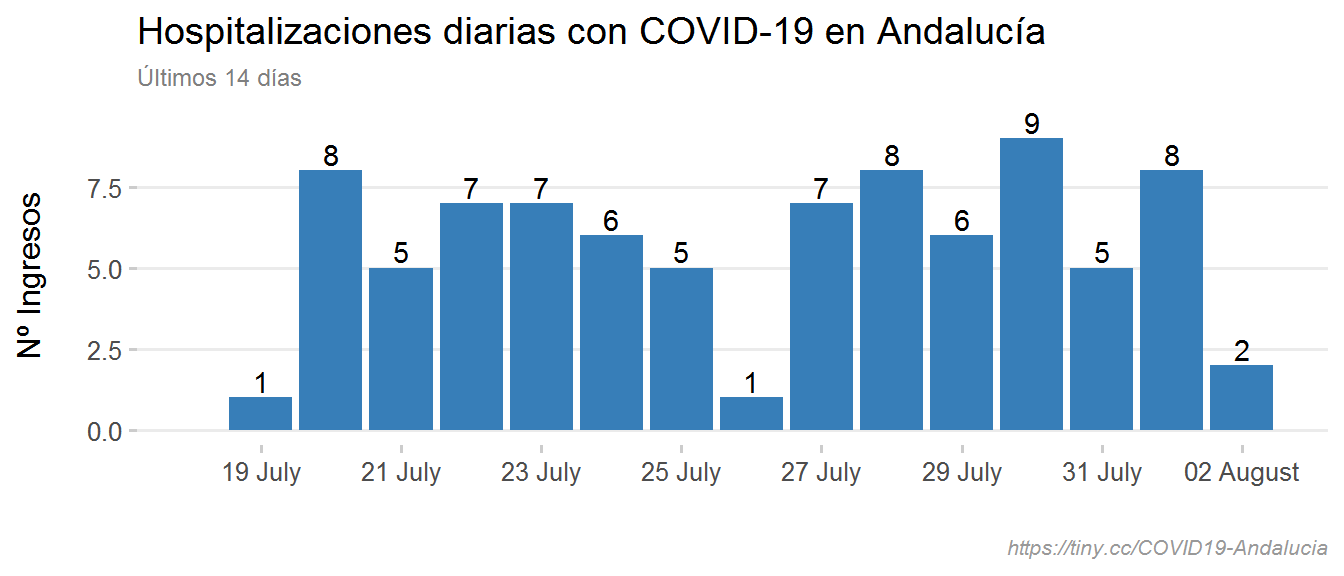 Hospitalizaciones diarias con COVID-19 en Andalucía
Últimos 14 días
Nº Ingresos
7.5
5.0
2.5
0.0
1
8
5
7
7
6
5
1
7
8
6
9
5
8
2
19 July
21 July
23 July
25 July
27 July
29 July
31 July
02 August
https://tiny.cc/COVID19-Andalucia